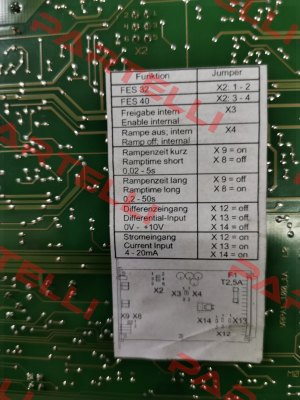 Funktion Jumper
FES 32 X2: 1 - 2
FES 40 X2: 3 - 4
Freigabe intern X3
Enable internal
Rampe aus, intern X4
Ramp off, internal
Rampenzeit kurz X 9 = on
Ramptime short X 8 = off
0,02 - 5s
Rampenzeit lang X 9 = off
Ramptime long X 8 = on
0,2 - 50s
Differenzeingang X 12 = off
Differential-Input X 13 = off
0V - +10V X 14 = off
Stromeingang X 12 = on
Current Input X 13 = on
4 - 20mA X 14 = on
F1
X2 T2,5A
X3 X4
X9 X8
X14 X13
X12
X2
PARTELLI